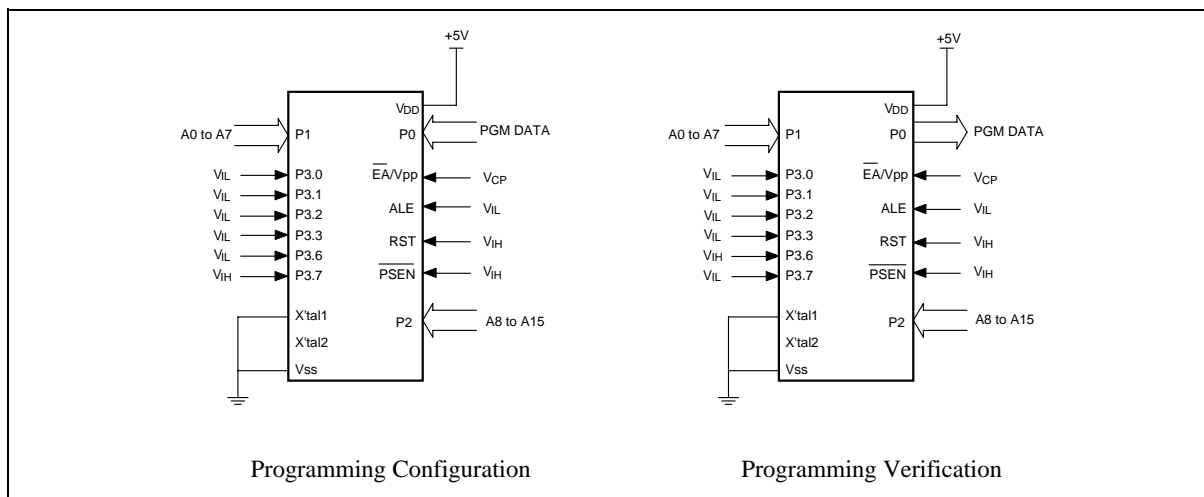 +5V
VDD
A0 to A7
P1
P0
PGM DATA
VIL
P3.0
EA/Vpp
VCP
VIL
P3.1
VIL
P3.2
ALE
VIL
VIL
P3.3
RST
VIH
VIL
P3.6
VIH
P3.7
PSEN
VIH
X'tal1
P2
A8 to A15
X'tal2
Vss
Programming Configuration
+5V
VDD
A0 to A7
P1
P0
PGM DATA
VIL
P3.0
EA/Vpp
VCP
VIL
P3.1
VIL
P3.2
ALE
VIL
VIL
P3.3
RST
VIH
VIH
P3.6
VIL
P3.7
PSEN
VIH
X'tal1
P2
A8 to A15
X'tal2
Vss
Programming Verification